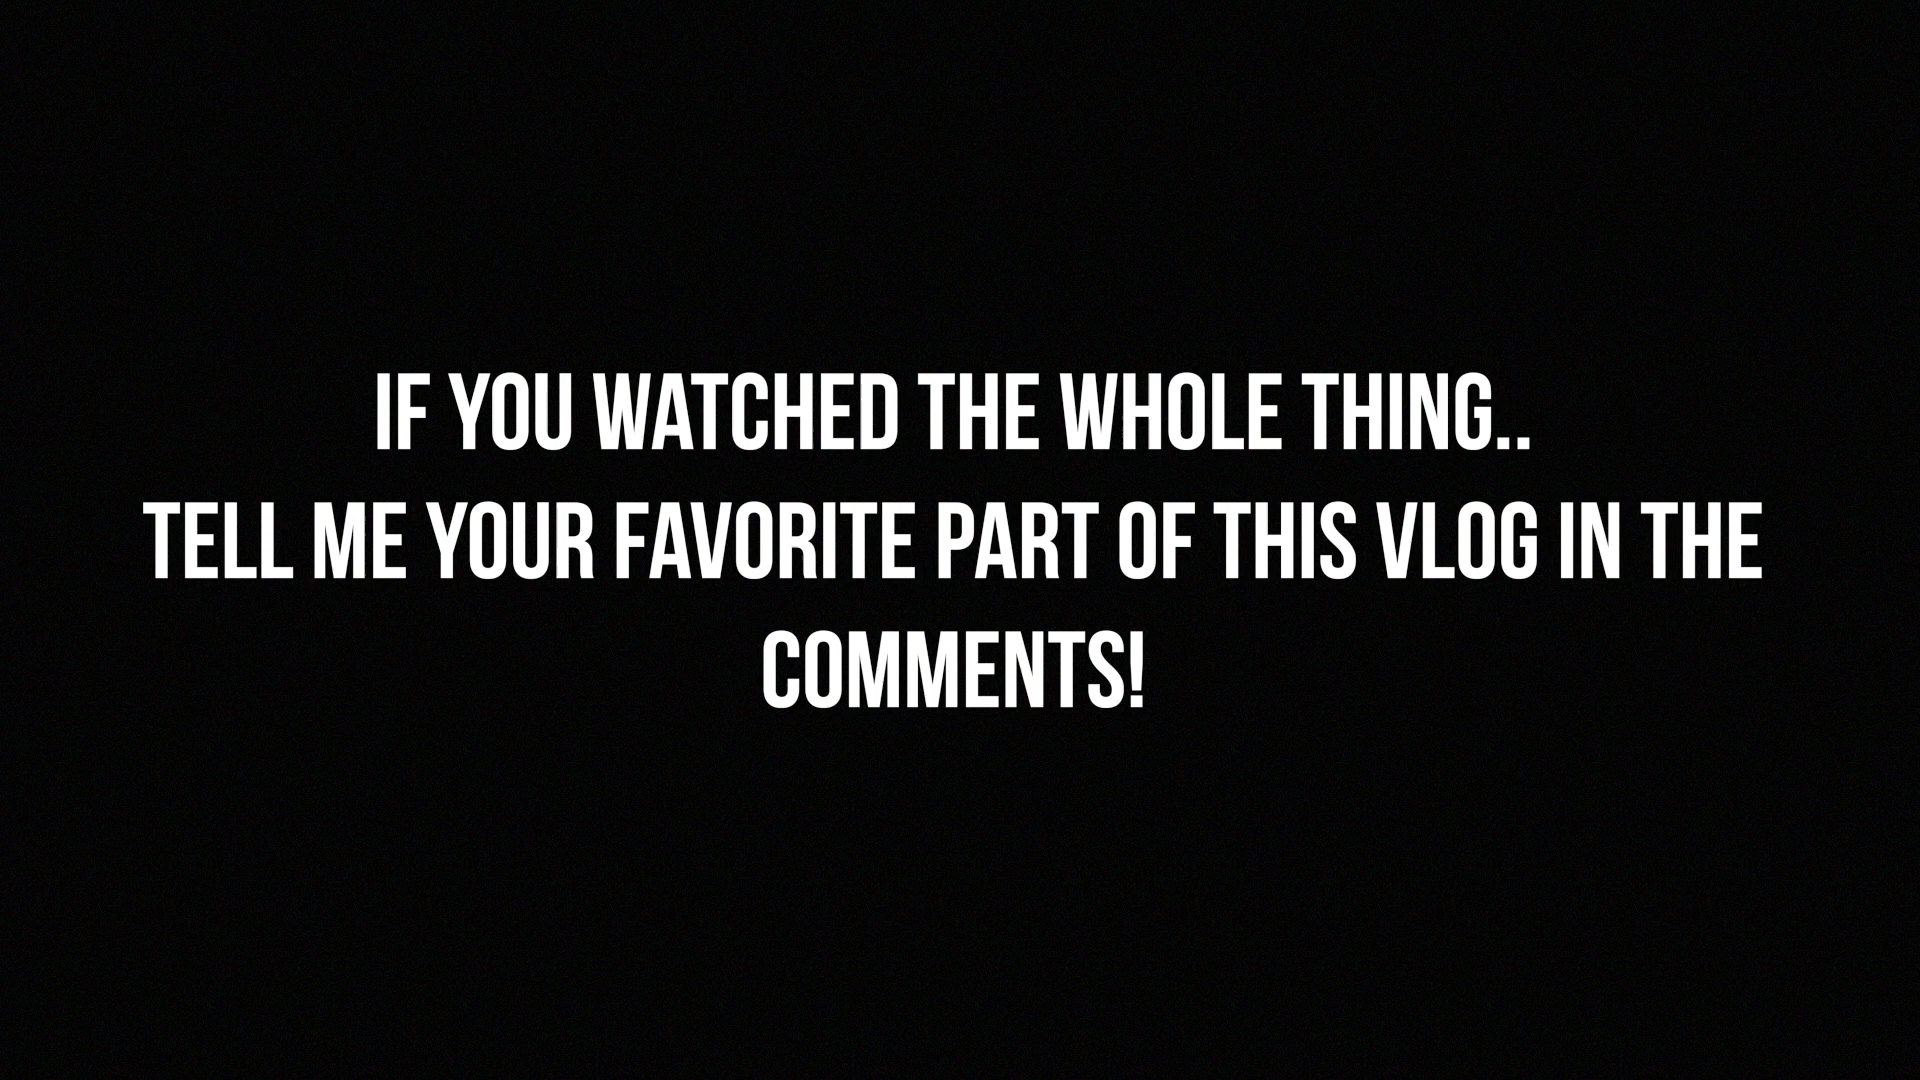 IF YOU WATCHED THE WHOLE THING..
TELL ME YOUR FAVORITE PART OF THIS VLOG IN THE
COMMENTS!